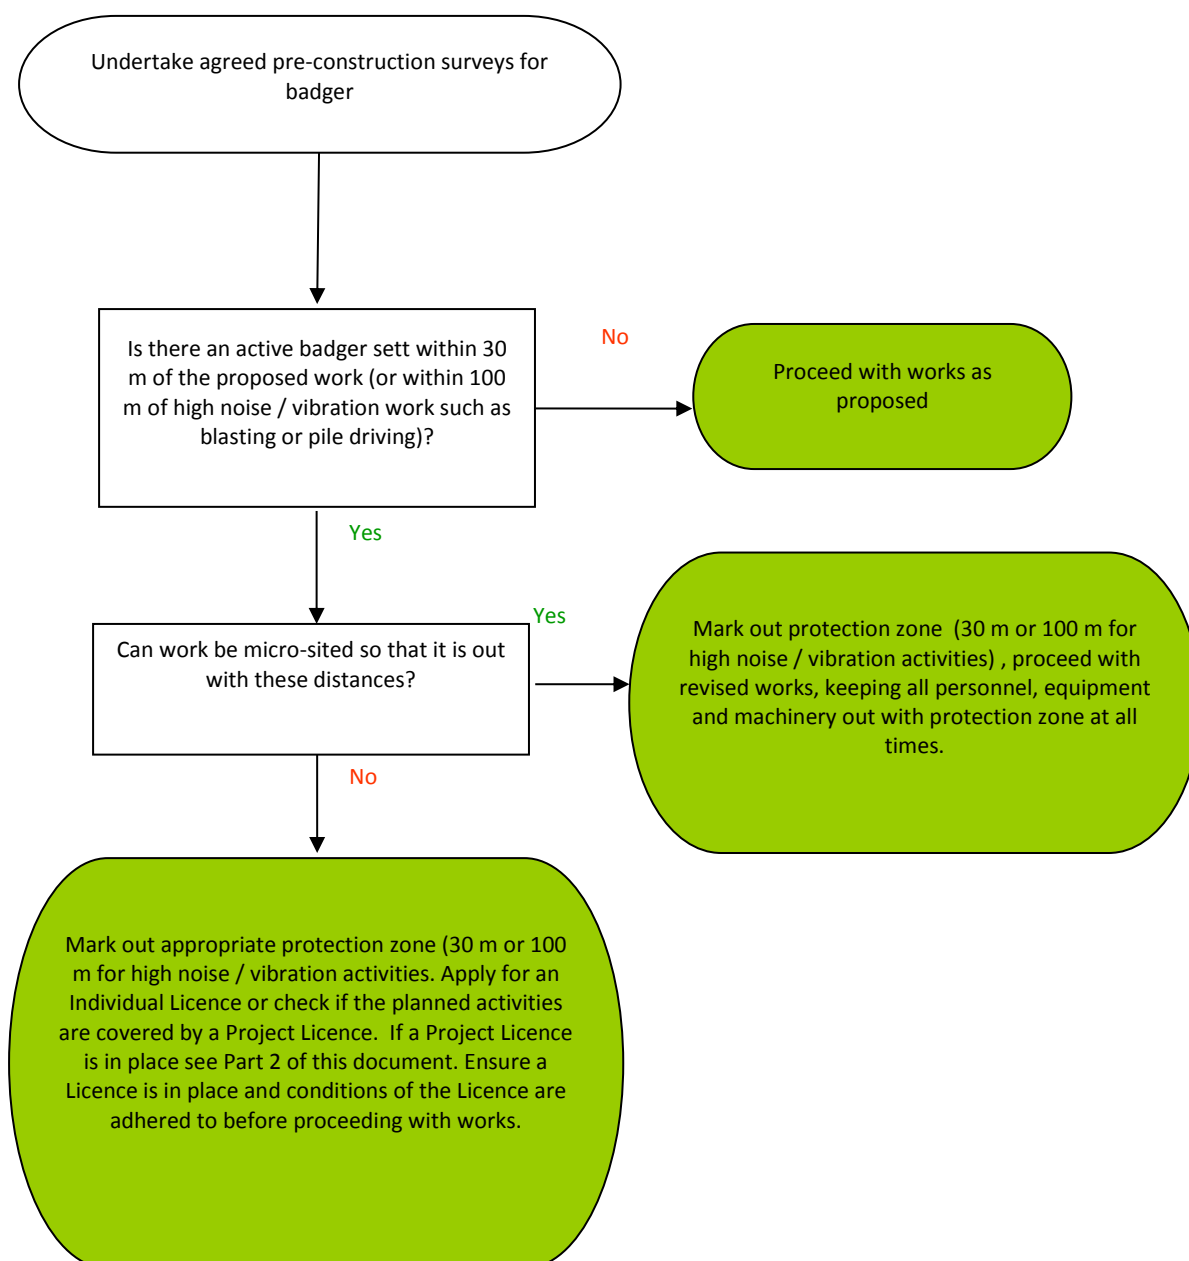 Undertake agreed pre-construction surveys for
badger
Is there an active badger sett within 30
m of the proposed work (or within 100
m of high noise / vibration work such as
blasting or pile driving)?
No
Proceed with works as
proposed
Yes
Can work be micro-sited so that it is out
with these distances?
Yes
Mark out protection zone  (30 m or 100 m for
high noise / vibration activities) , proceed with
revised works, keeping all personnel, equipment
and machinery out with protection zone at all
times.
No
Mark out appropriate protection zone (30 m or 100
m for high noise / vibration activities. Apply for an
Individual Licence or check if the planned activities
are covered by a Project Licence.  If a Project Licence
is in place see Part 2 of this document. Ensure a
Licence is in place and conditions of the Licence are
adhered to before proceeding with works.